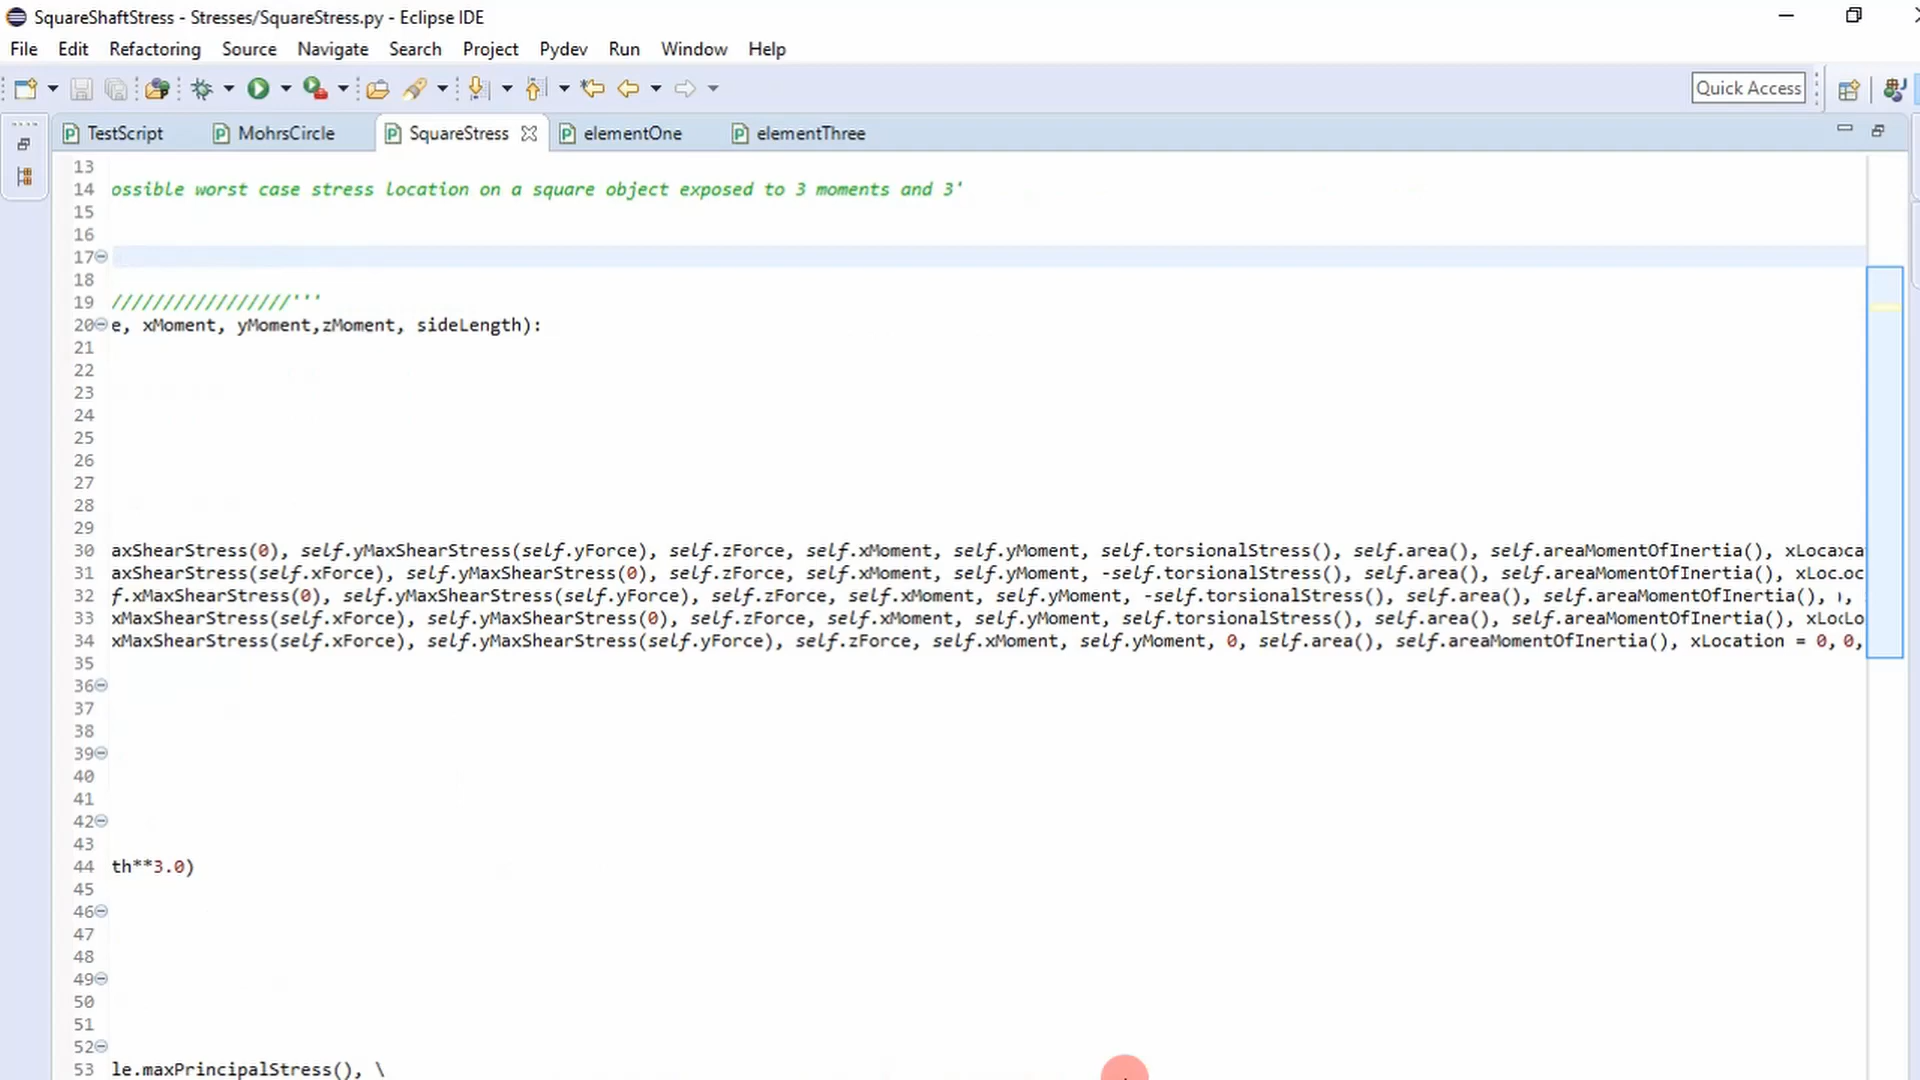 SquareShaftStress - Stresses/SquareStress.py - Eclipse IDE
File Edit Refactoring Source Navigate Search Project Pydev Run Window Help
Quick Access
TestScript MohrsCircle SquareStress elementOne elementThree
13
14 ossible worst case stress location on a square object exposed to 3 moments and 3'
15
16
17
18
19 /////////////////'''
20 e, xMoment, yMoment,zMoment, sideLength):
21
22
23
24
25
26
27
28
29
30 axShearStress(0), self.yMaxShearStress(self.yForce), self.zForce, self.xMoment, self.yMoment, self.torsionalStress(), self.area(), self.areaMomentOfInertia(),
31 axShearStress(self.xForce), self.yMaxShearStress(0), self.zForce, self.xMoment, self.yMoment, -self.torsionalStress(), self.area(), self.areaMomentOfInertia(),
32 f.xMaxShearStress(0), self.yMaxShearStress(self.yForce), self.zForce, self.xMoment, self.yMoment, -self.torsionalStress(), self.area(), self.areaMomentOfInertia(),
33 xMaxShearStress(self.xForce), self.yMaxShearStress(0), self.zForce, self.xMoment, self.yMoment, self.torsionalStress(), self.area(), self.areaMomentOfInertia(),
34 xMaxShearStress(self.xForce), self.yMaxShearStress(self.yForce), self.zForce, self.xMoment, self.yMoment, 0, self.area(), self.areaMomentOfInertia(), xLocation = 0, 0,
35
36
37
38
39
40
41
42
43
44 th**3.0)
45
46
47
48
49
50
51
52
53 le.maxPrincipalStress(), \